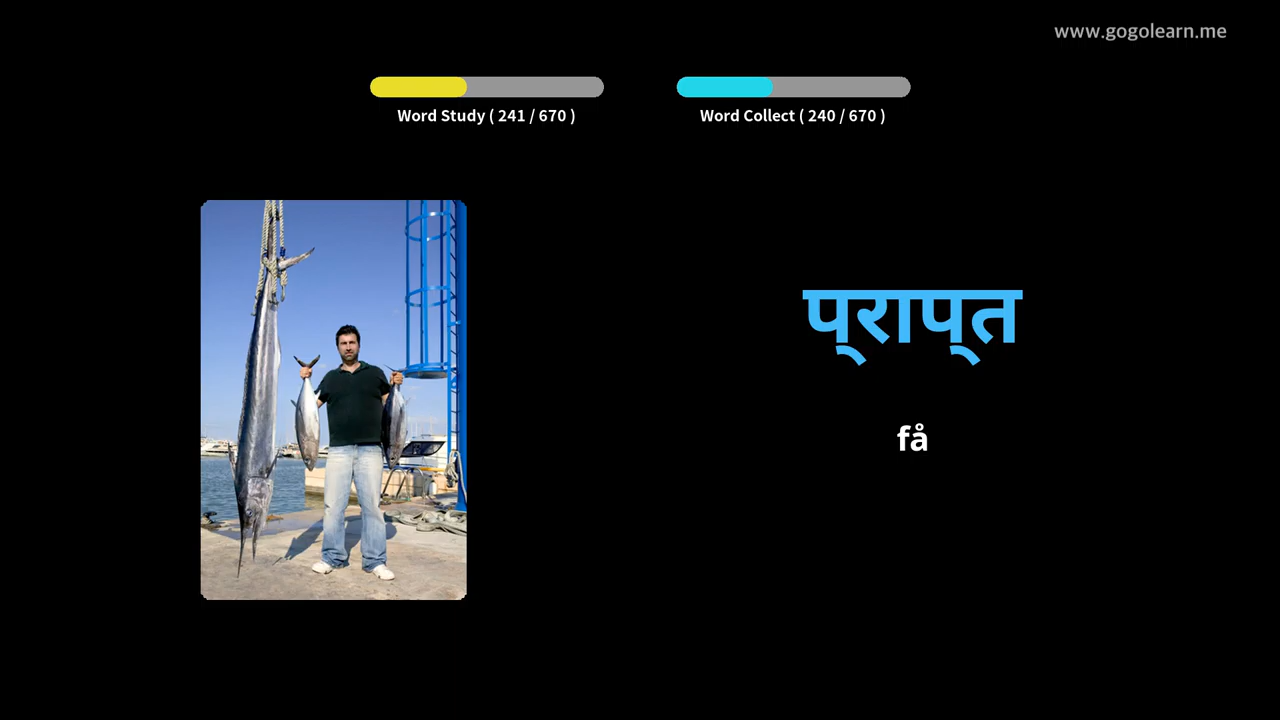 www.gogolearn.me
Word Study ( 241 / 670 )
Word Collect ( 240 / 670 )
प्राप्त
få